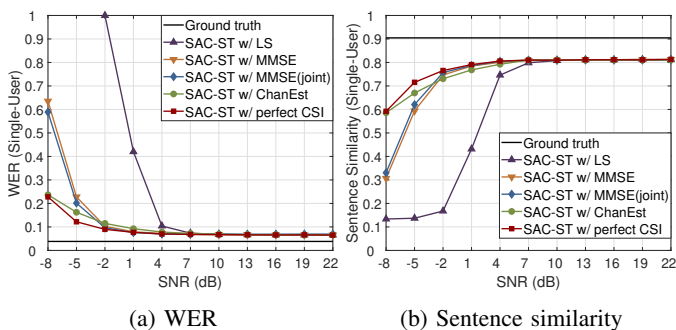 WER (Single-User)
1
0.9
0.8
0.7
0.6
0.5
0.4
0.3
0.2
0.1
0
-8 -5 -2 1 4 7 10 13 16 19 22
SNR (dB)
Ground truth
SAC-ST w/ LS
SAC-ST w/ MMSE
SAC-ST w/ MMSE(joint)
SAC-ST w/ ChanEst
SAC-ST w/ perfect CSI
(a) WER
Sentence Similarity (Single-User)
1
0.9
0.8
0.7
0.6
0.5
0.4
0.3
0.2
0.1
0
-8 -5 -2 1 4 7 10 13 16 19 22
SNR (dB)
Ground truth
SAC-ST w/ LS
SAC-ST w/ MMSE
SAC-ST w/ MMSE(joint)
SAC-ST w/ ChanEst
SAC-ST w/ perfect CSI
(b) Sentence similarity